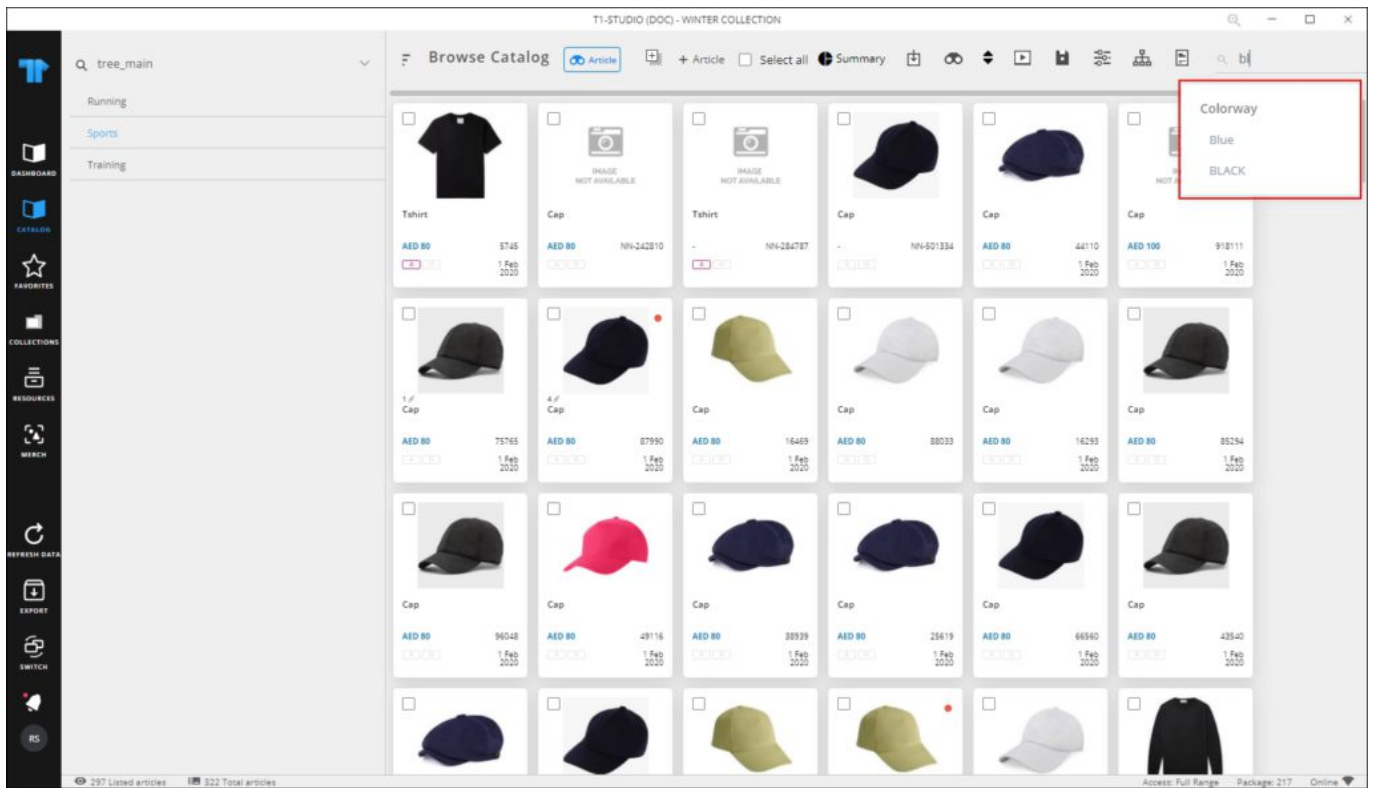 T1-STUDIO (DOC) - WINTER COLLECTION
tree_main
Browse Catalog Article + Article Select all Summary bl
Running
Sports
Training
Colorway
Blue
BLACK
DASHBOARD
CATALOG
FAVORITES
COLLECTIONS
RESOURCES
MERCH
REFRESH DATA
EXPORT
SWITCH
RS
IMAGE NOT AVAILABLE IMAGE NOT AVAILABLE
Tshirt Cap Tshirt Cap Cap Cap
AED 80 5745 AED 80 NN-242810 - NN-284787 - NN-501334 AED 80 44110 AED 100 918111
1 Feb 2020 1 Feb 2020 1 Feb 2020
1 4
Cap Cap Cap Cap Cap Cap
AED 80 75765 AED 80 87990 AED 80 16469 AED 80 88033 AED 80 16293 AED 80 85294
1 Feb 2020 1 Feb 2020 1 Feb 2020 1 Feb 2020 1 Feb 2020
Cap Cap Cap Cap Cap Cap
AED 80 96048 AED 80 49116 AED 80 38939 AED 80 25619 AED 80 66560 AED 80 43540
1 Feb 2020 1 Feb 2020 1 Feb 2020 1 Feb 2020 1 Feb 2020 1 Feb 2020
297 Listed articles 322 Total articles Access: Full Range Package: 217 Online